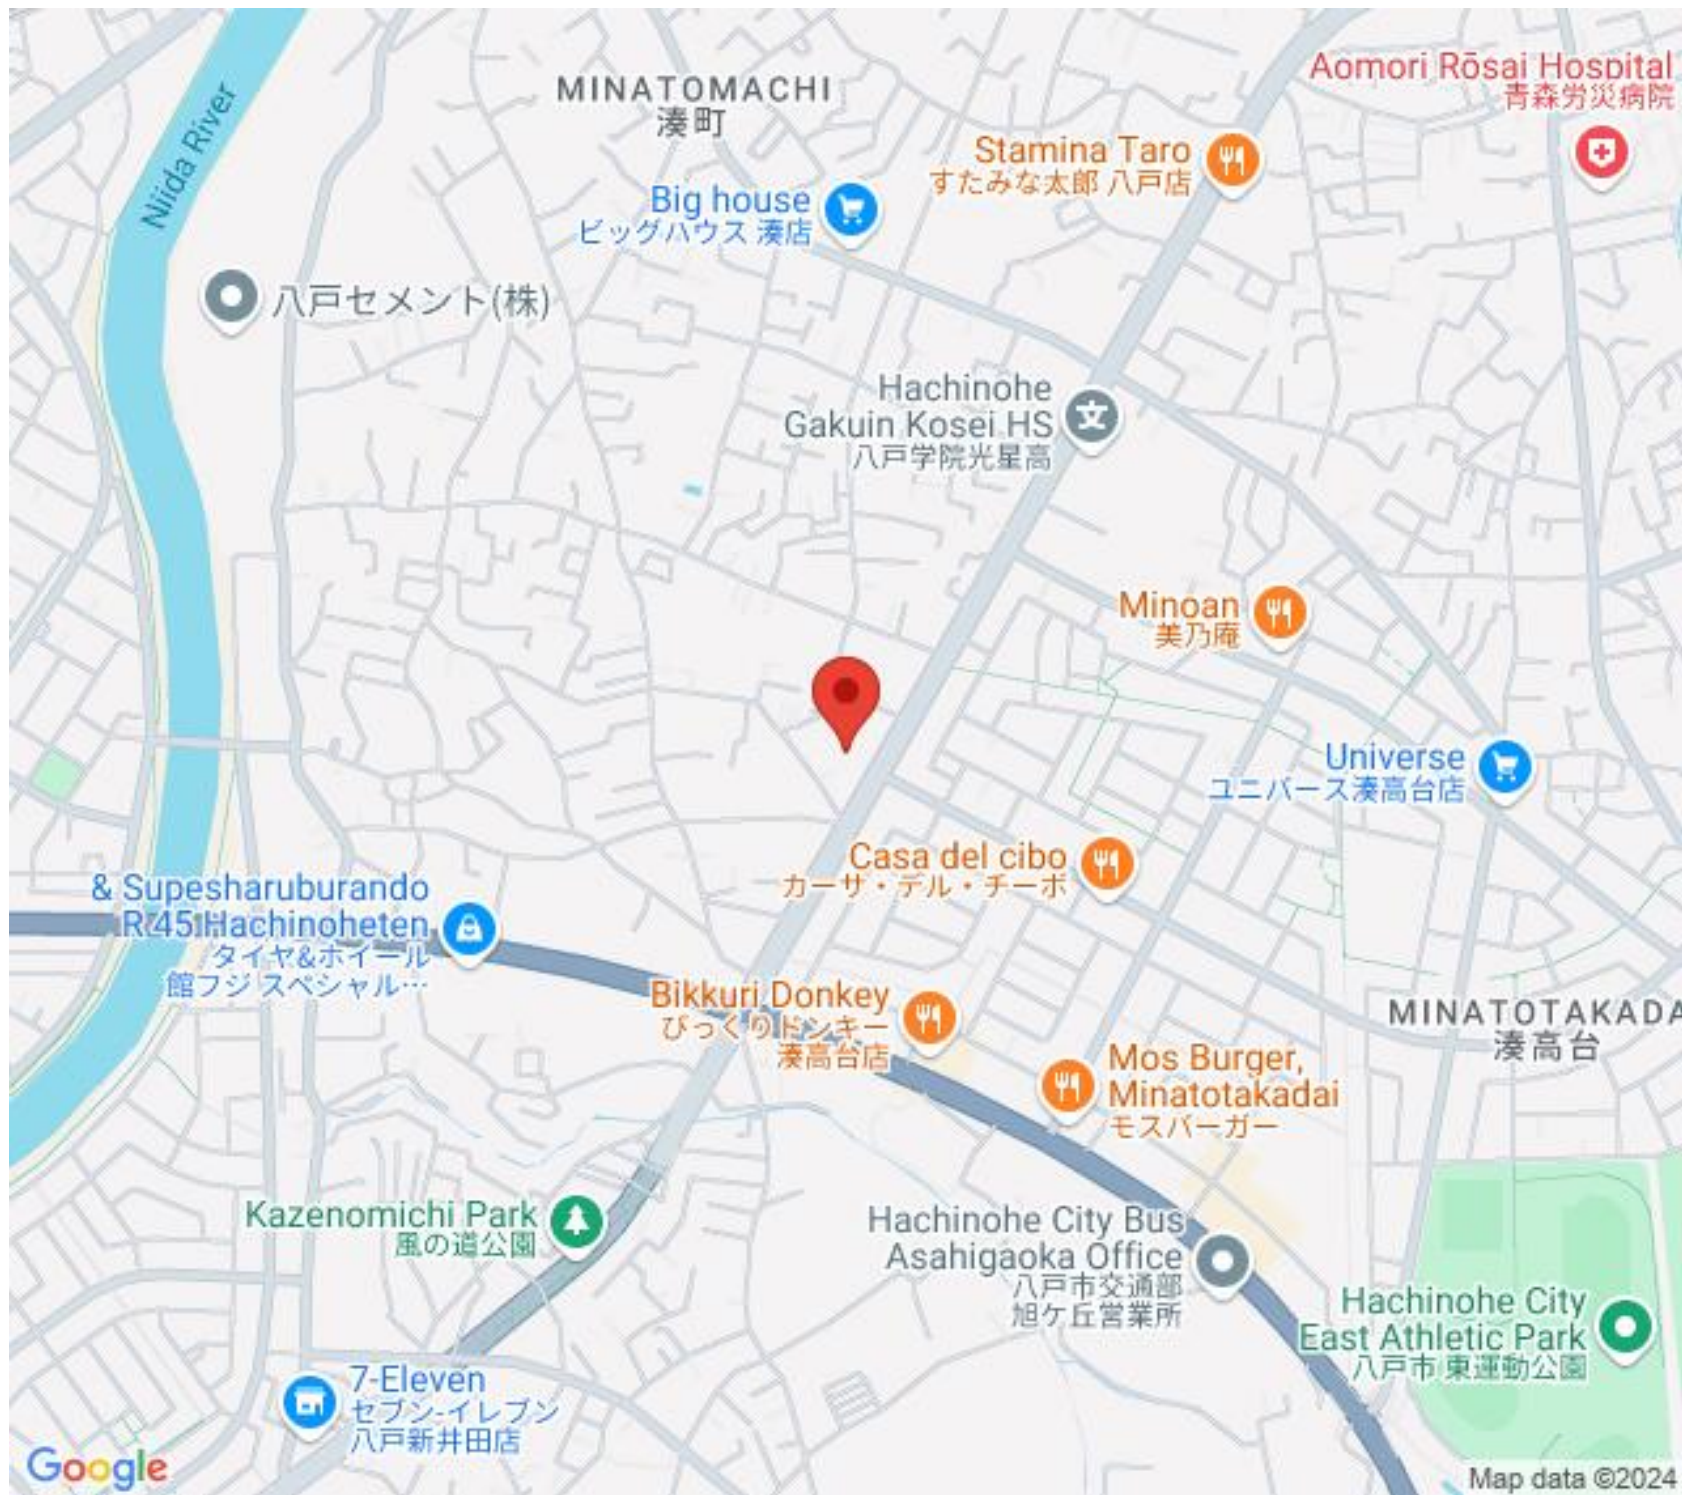 Aomori Rōsai Hospital
青森労災病院
MINATOMACHI
湊町
Niida River
Stamina Taro
すたみな太郎 八戸店
Big house
ビッグハウス 湊店
八戸セメント(株)
Hachinohe
Gakuin Kosei HS
八戸学院光星高
Minoan
美乃庵
Universe
ユニバース湊高台店
Casa del cibo
カーサ・デル・チーボ
& Supesharuburando
R 45 Hachinoheten
タイヤ&ホイール
館フジ スペシャル…
Bikkuri Donkey
びっくりドンキー
湊高台店
MINATOTAKADA
湊高台
Mos Burger,
Minatotakadai
モスバーガー
Kazenomichi Park
風の道公園
Hachinohe City Bus
Asahigaoka Office
八戸市交通部
旭ケ丘営業所
Hachinohe City
East Athletic Park
八戸市 東運動公園
7-Eleven
セブン-イレブン
八戸新井田店
Google
Map data ©2024